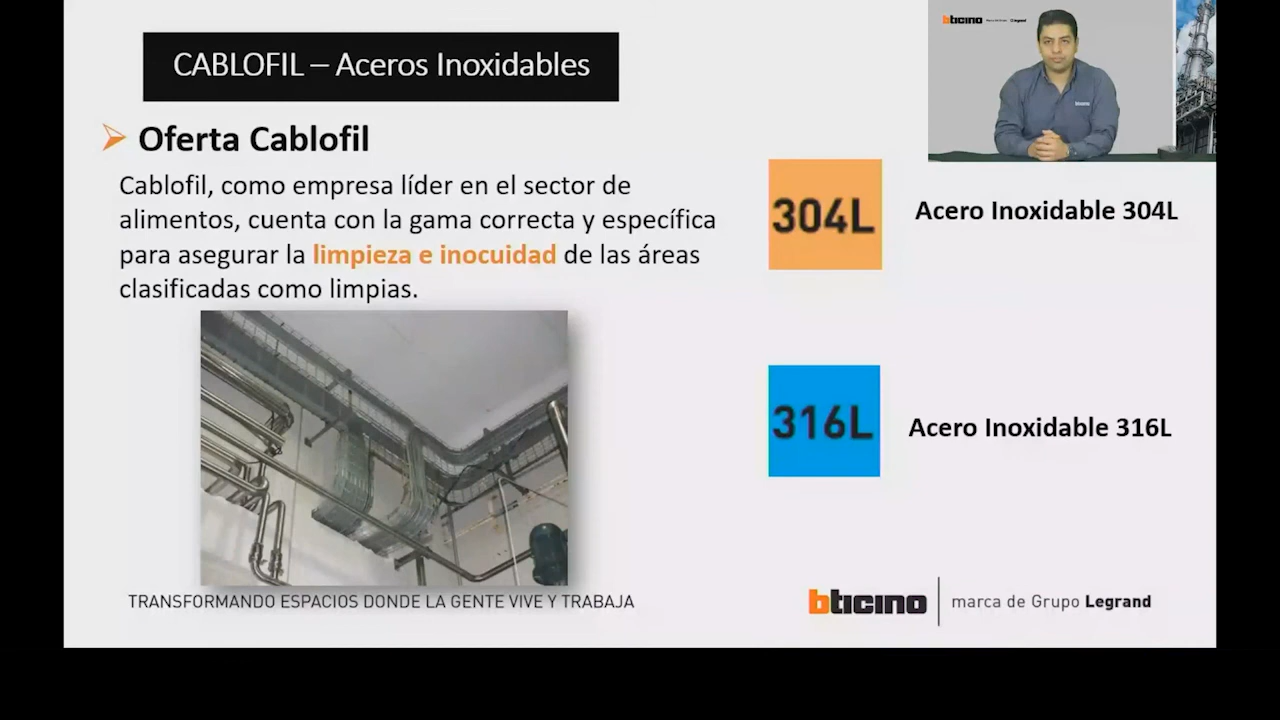 CABLOFIL – Aceros Inoxidables
Oferta Cablofil
Cablofil, como empresa líder en el sector de
alimentos, cuenta con la gama correcta y específica
para asegurar la limpieza e inocuidad de las áreas
clasificadas como limpias.
bticino
304L
Acero Inoxidable 304L
316L
Acero Inoxidable 316L
TRANSFORMANDO ESPACIOS DONDE LA GENTE VIVE Y TRABAJA
bticino
marca de Grupo Legrand